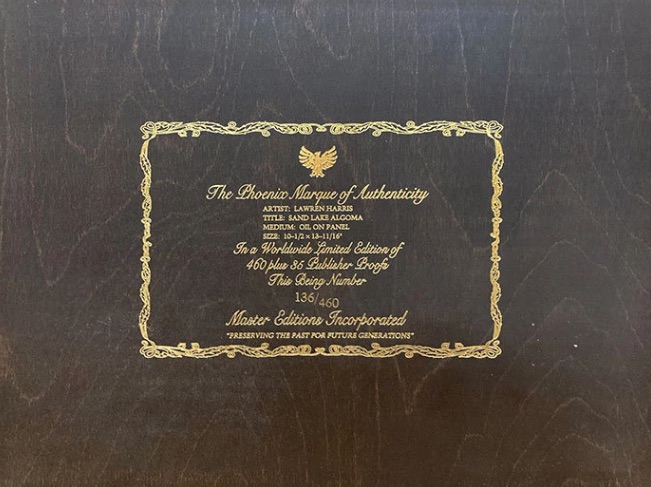 The Phoenix Marque of Authenticity
ARTIST: LAWREN HARRIS
TITLE: SAND LAKE ALGOMA
MEDIUM: OIL ON PANEL
SIZE: 10-1/2 x 13-11/16"
In a Worldwide Limited Edition of
460 plus 35 Publisher Proofs
This Being Number
136/460
Master Editions Incorporated
"PRESERVING THE PAST FOR FUTURE GENERATIONS"